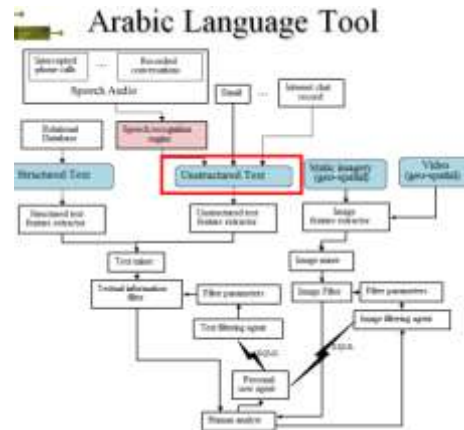 Arabic Language Tool
Intercepted
phone calls
...
Recorded
conversations
Speech Audio
Email
...
Internet chat
record
Relational
Database
Speech recognition
engine
Structured Text
Unstructured Text
Static imagery
(geo-spatial)
Video
(geo-spatial)
Structured text
feature extractor
Unstructured text
feature extractor
Image
feature extractor
Text miner
Image miner
Textual information
filter
Filter parameters
Image Filter
Filter parameters
Text filtering agent
Image filtering agent
Personal
user agent
Human analyst